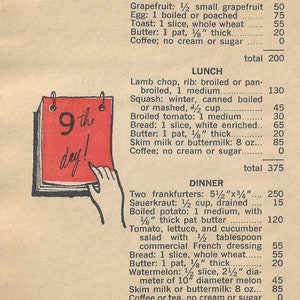 Grapefruit: ½ small grapefruit 50
Egg: 1 boiled or poached ...... 75
Toast: 1 slice, whole wheat ..... 55
Butter: 1 pat, ⅛" thick ......... 20
Coffee; no cream or sugar ...... 0
total 200
LUNCH
Lamb chop, rib: broiled or pan-
broiled, 1 medium ............. 130
Squash: winter, canned boiled
or mashed, ½ cup ............. 45
Broiled tomato: 1 medium ....... 30
Bread: 1 slice, white enriched.. 65
Butter: 1 pat, ⅛" thick ......... 20
Skim milk or buttermilk: 8 oz... 85
Coffee; no cream or sugar ...... 0
total 375
DINNER
Two frankfurters: 5½"x¾" .... 250
Sauerkraut: ½ cup, drained .... 15
Boiled potato: 1 medium, with
⅛" thick pat butter ........... 120
Tomato, lettuce, and cucumber
salad with ½ tablespoon
commercial French dressing 55
Bread: 1 slice, whole wheat .... 55
Butter: 1 pat, ⅛" thick ......... 20
Watermelon: ½ slice, 2½" dia-
meter of 10" diameter melon 45
Skim milk or buttermilk: 8 oz... 85
Coffee or tea, no cream or sugar 0
9th
day!